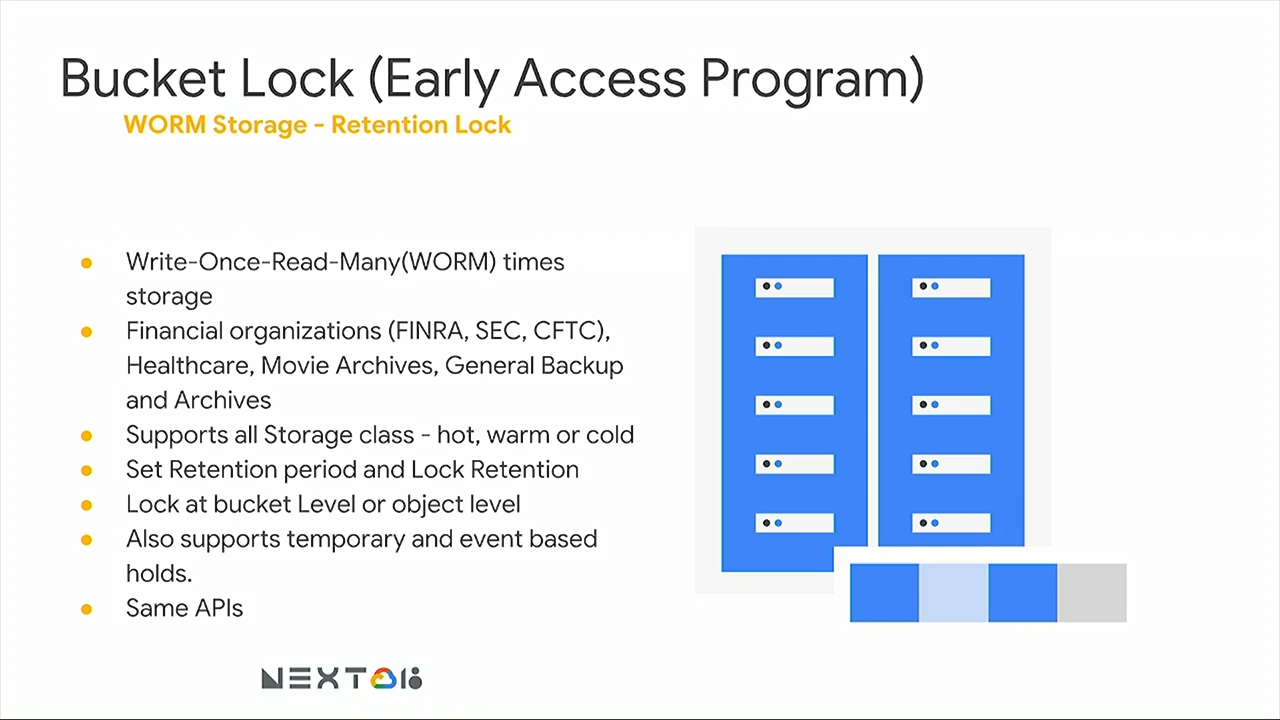 Bucket Lock (Early Access Program)
WORM Storage - Retention Lock
Write-Once-Read-Many(WORM) times
storage
Financial organizations (FINRA, SEC, CFTC),
Healthcare, Movie Archives, General Backup
and Archives
Supports all Storage class - hot, warm or cold
Set Retention period and Lock Retention
Lock at bucket Level or object level
Also supports temporary and event based
holds.
Same APIs
NEXT 18